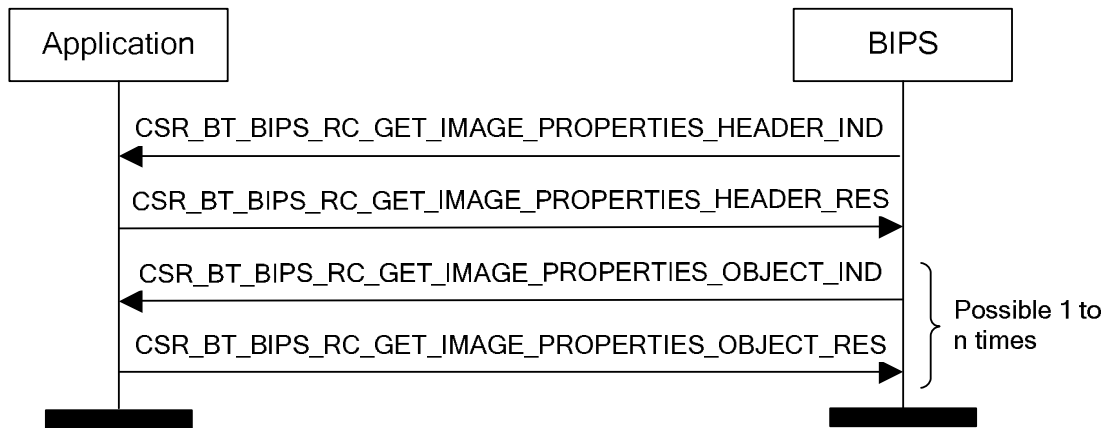 Application
BIPS
CSR_BT_BIPS_RC_GET_IMAGE_PROPERTIES_HEADER_IND
CSR_BT_BIPS_RC_GET_IMAGE_PROPERTIES_HEADER_RES
CSR_BT_BIPS_RC_GET_IMAGE_PROPERTIES_OBJECT_IND
CSR_BT_BIPS_RC_GET_IMAGE_PROPERTIES_OBJECT_RES
Possible 1 to
n times